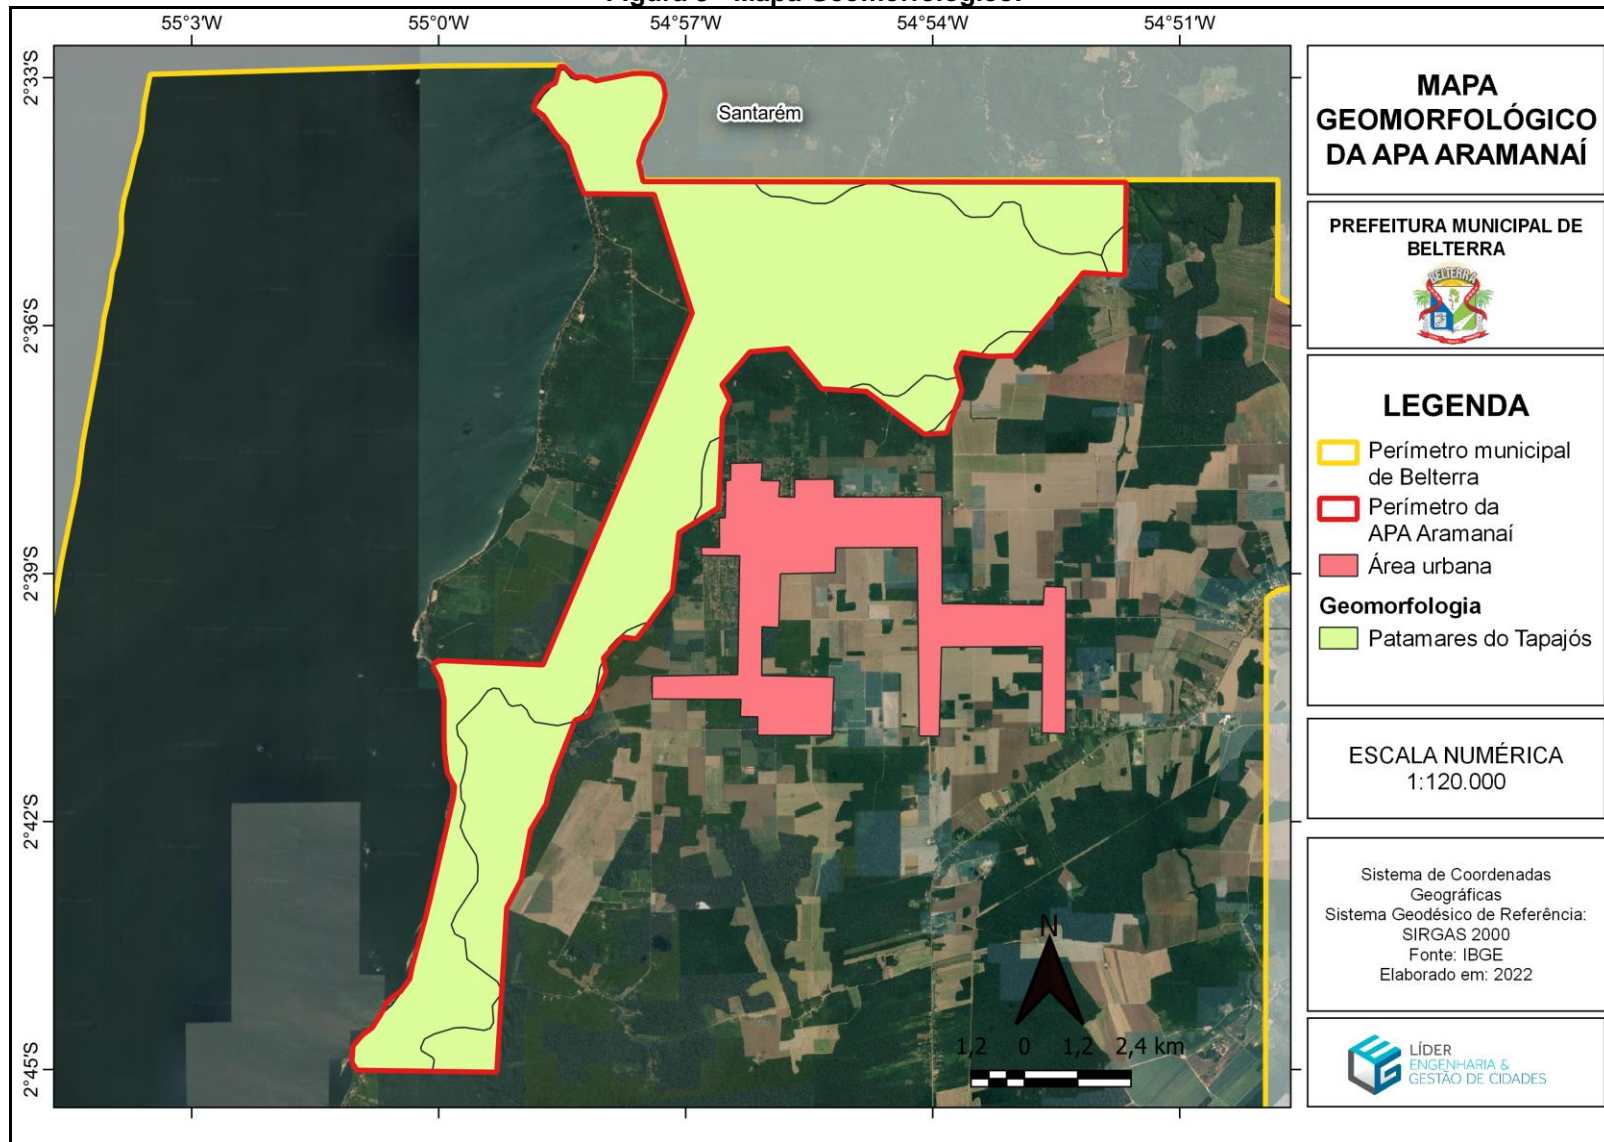 55°3'W
55°0'W
54°57'W
54°54'W
54°51'W
2°33'S
2°36'S
2°39'S
2°42'S
2°45'S
Santarém
N
1,2 0 1,2 2,4 km
MAPA
GEOMORFOLÓGICO
DA APA ARAMANAÍ
PREFEITURA MUNICIPAL DE
BELTERRA
BELTERRA
LEGENDA
Perímetro municipal
de Belterra
Perímetro da
APA Aramanaí
Área urbana
Geomorfologia
Patamares do Tapajós
ESCALA NUMÉRICA
1:120.000
Sistema de Coordenadas
Geográficas
Sistema Geodésico de Referência:
SIRGAS 2000
Fonte: IBGE
Elaborado em: 2022
LÍDER
ENGENHARIA &
GESTÃO DE CIDADES